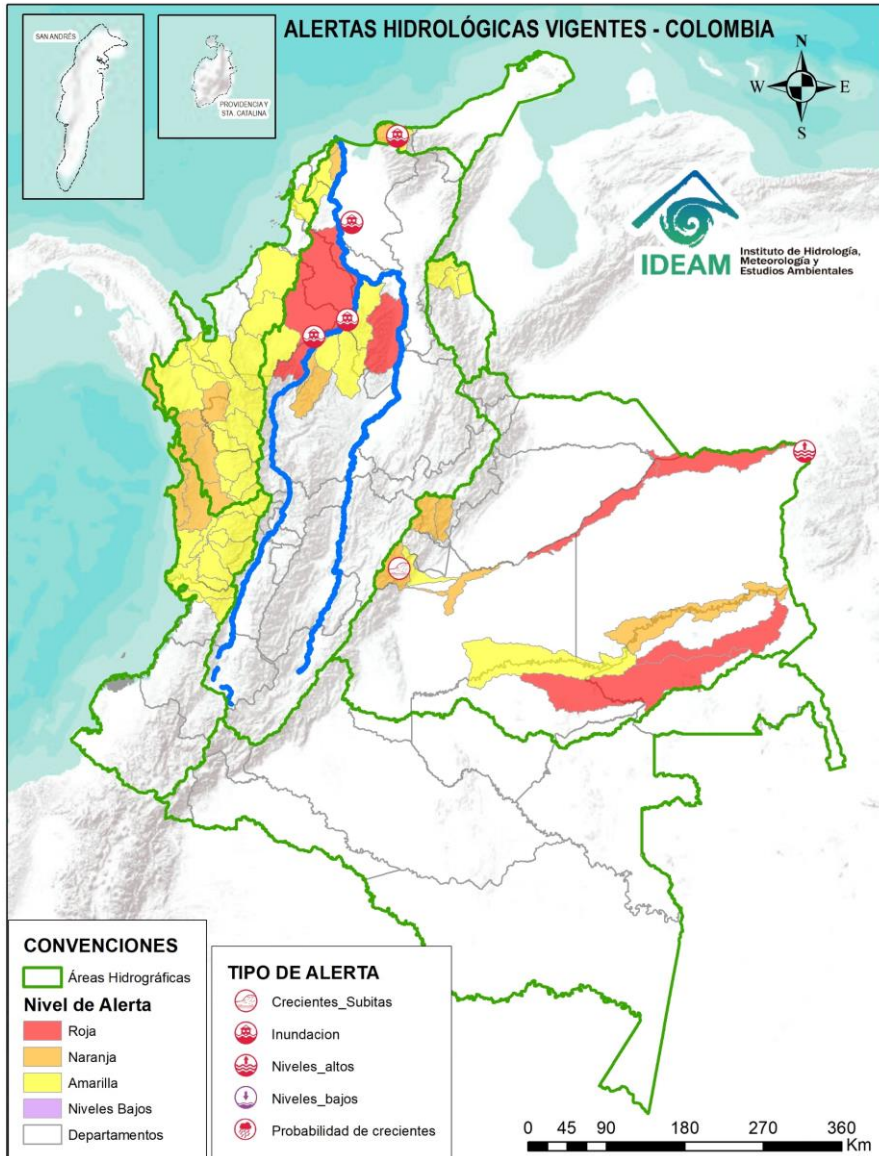 ALERTAS HIDROLÓGICAS VIGENTES - COLOMBIA
SAN ANDRÉS
PROVIDENCIA Y
STA. CATALINA
N
W
E
S
IDEAM
Instituto de Hidrología,
Meteorología y
Estudios Ambientales
CONVENCIONES
Áreas Hidrográficas
Nivel de Alerta
Roja
Naranja
Amarilla
Niveles Bajos
Departamentos
TIPO DE ALERTA
Crecientes_Subitas
Inundacion
Niveles_altos
Niveles_bajos
Probabilidad de crecientes
0 45 90 180 270 360
Km